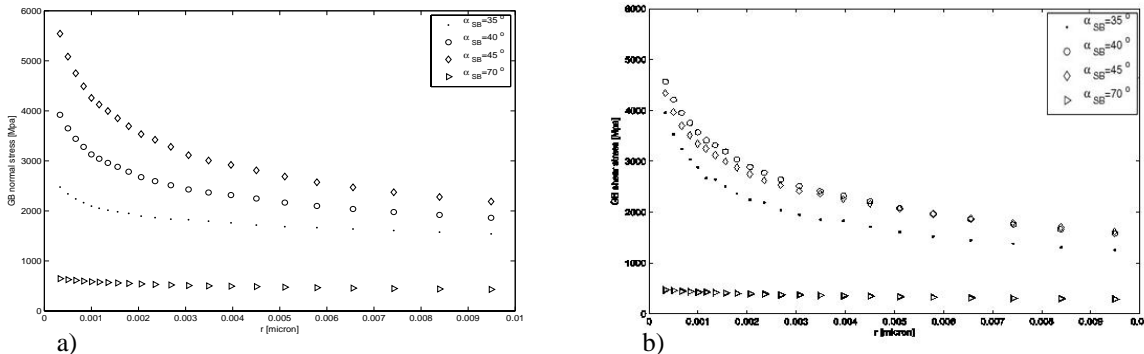 6000
5000
4000
3000
2000
1000
0
GB normal stress [Mpa]
α SB=35 o
α SB=40 o
α SB=45 o
α SB=70 o
0
0.001
0.002
0.003
0.004
0.005
0.006
0.007
0.008
0.009
0.01
r [micron]
a)
6000
5000
4000
3000
2000
1000
0
GB shear stress [Mpa]
α SB=35 o
α SB=40 o
α SB=45 o
α SB=70 o
0
0.001
0.002
0.003
0.004
0.005
0.006
0.007
0.008
0.009
0.0
r [micron]
b)